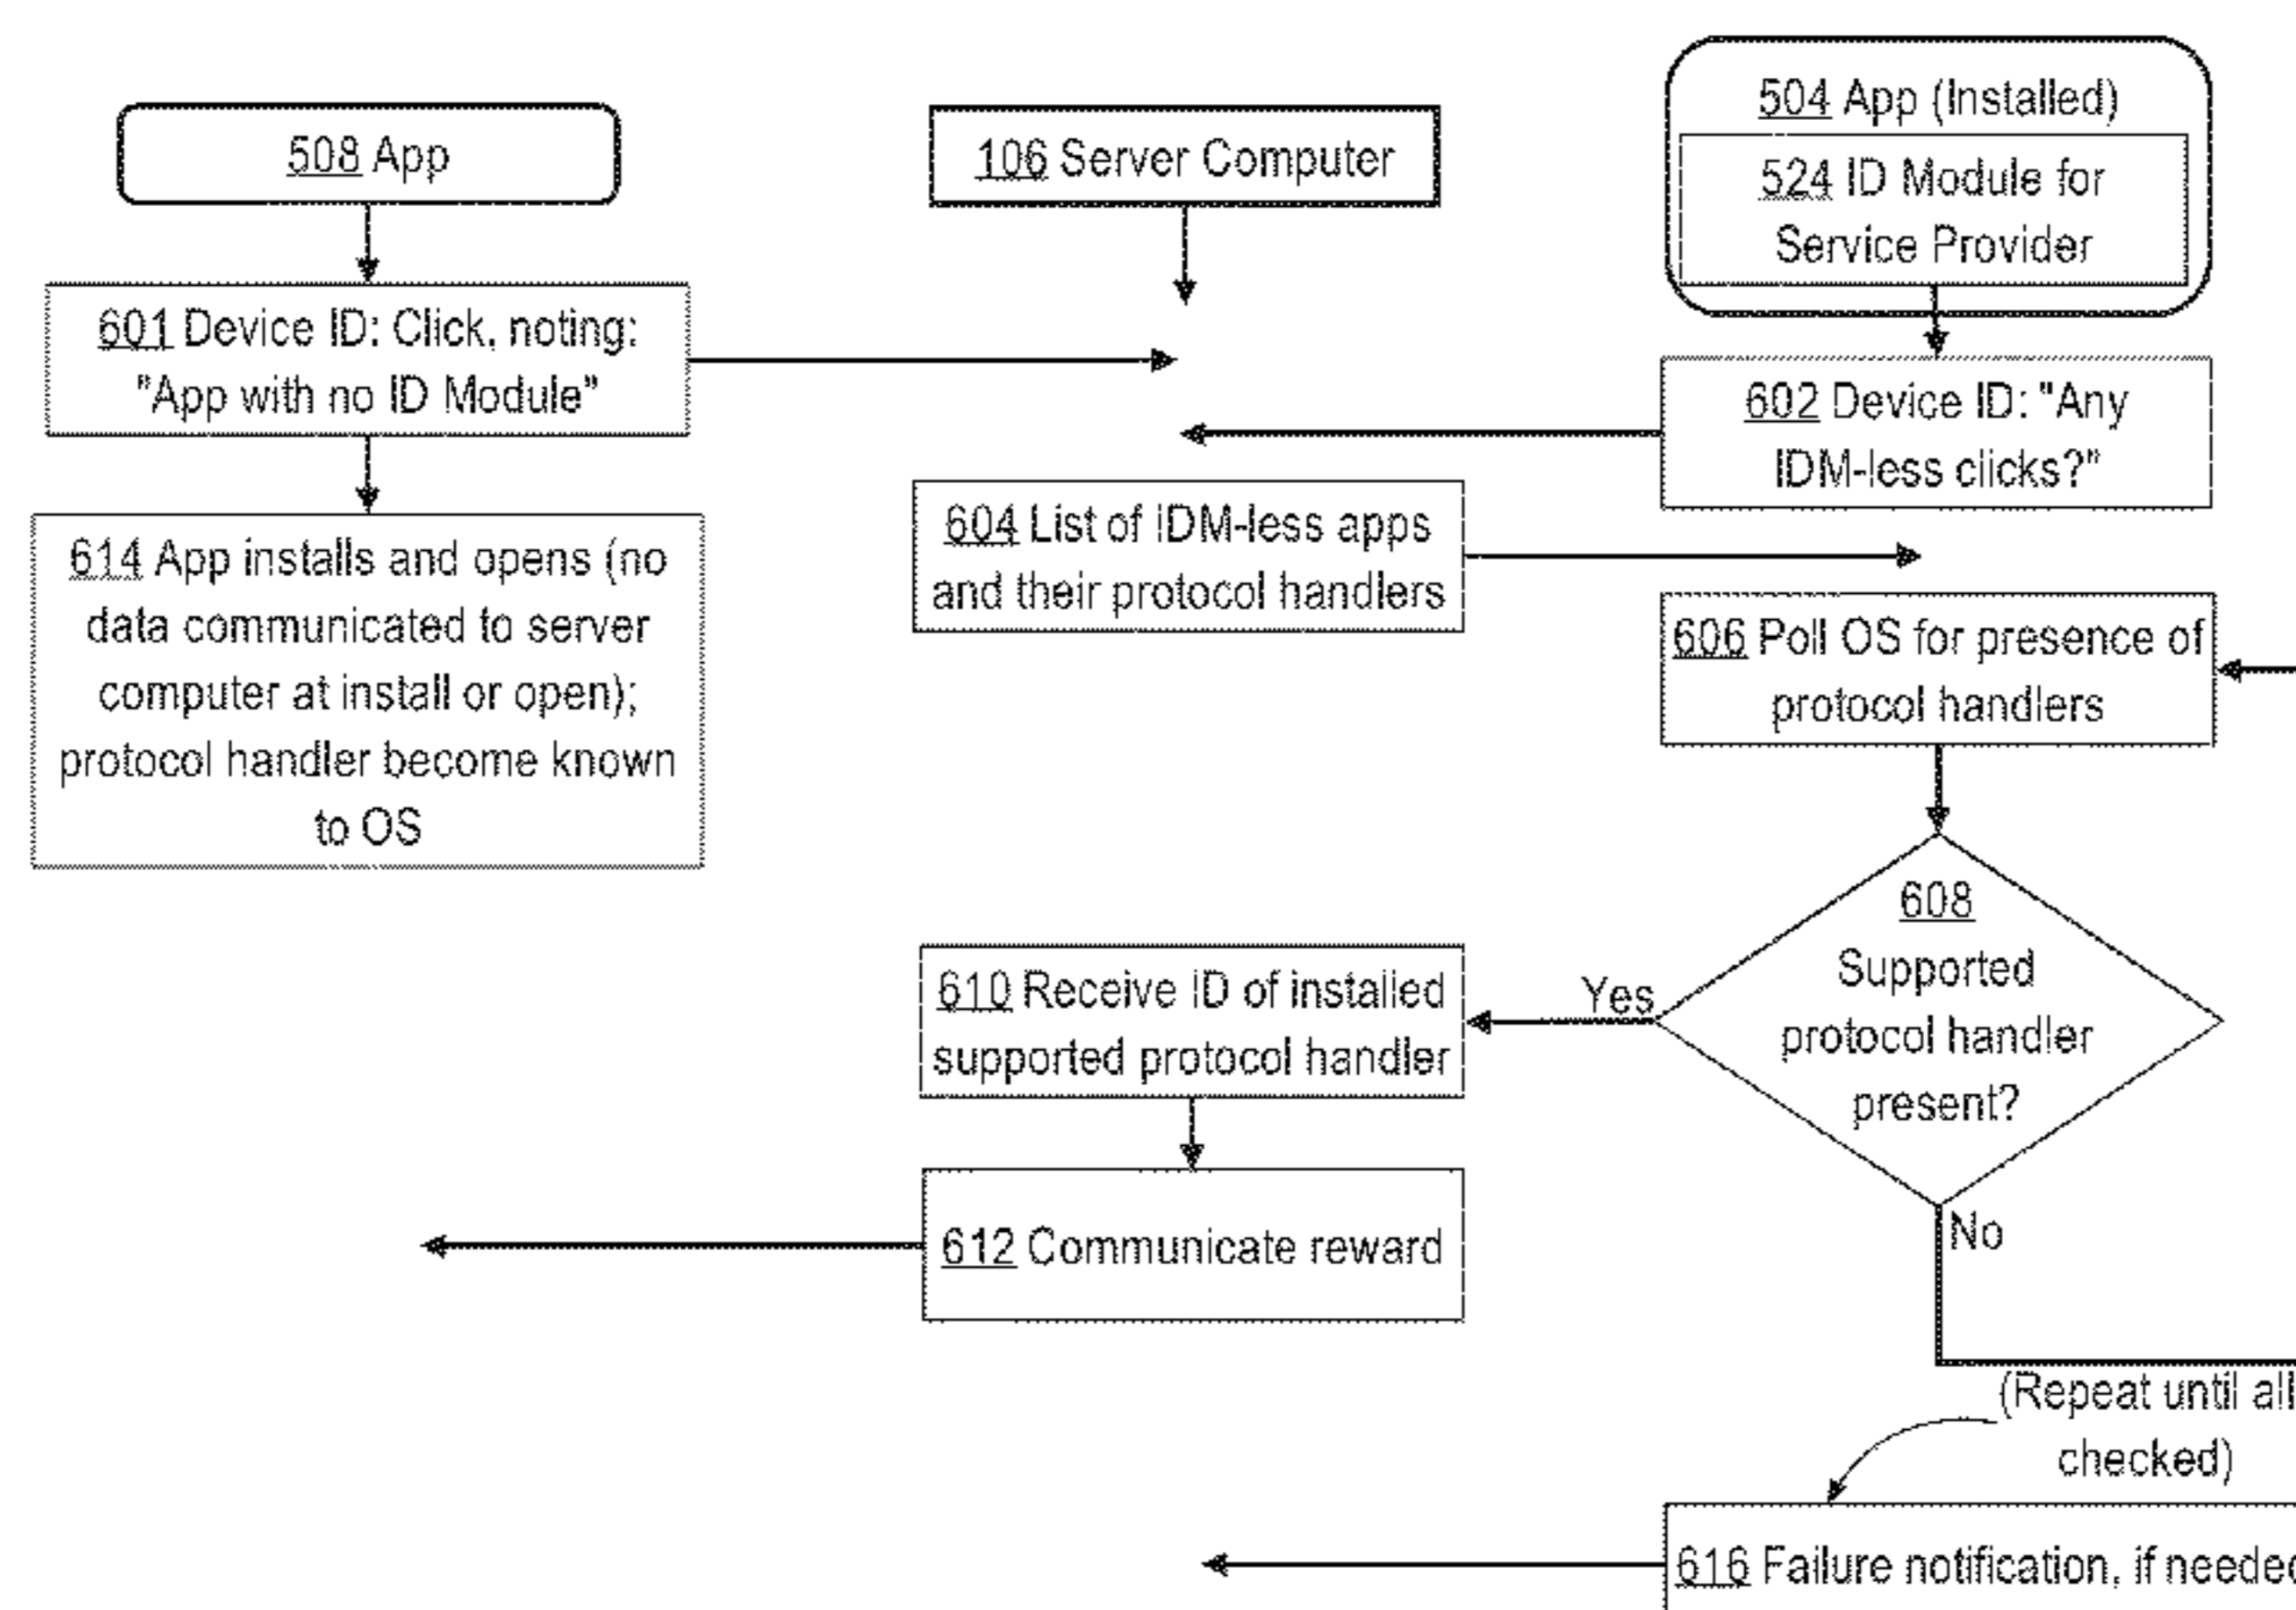 508 App
601 Device ID: Click, noting:
"App with no ID Module"
614 App installs and opens (no
data communicated to server
computer at install or open);
protocol handler become known
to OS
106 Server Computer
604 List of IDM-less apps
and their protocol handlers
610 Receive ID of installed
supported protocol handler
612 Communicate reward
504 App (Installed)
524 ID Module for
Service Provider
602 Device ID: "Any
IDM-less clicks?"
606 Poll OS for presence of
protocol handlers
608
Supported
protocol handler
present?
Yes
No
(Repeat until all
checked)
616 Failure notification, if